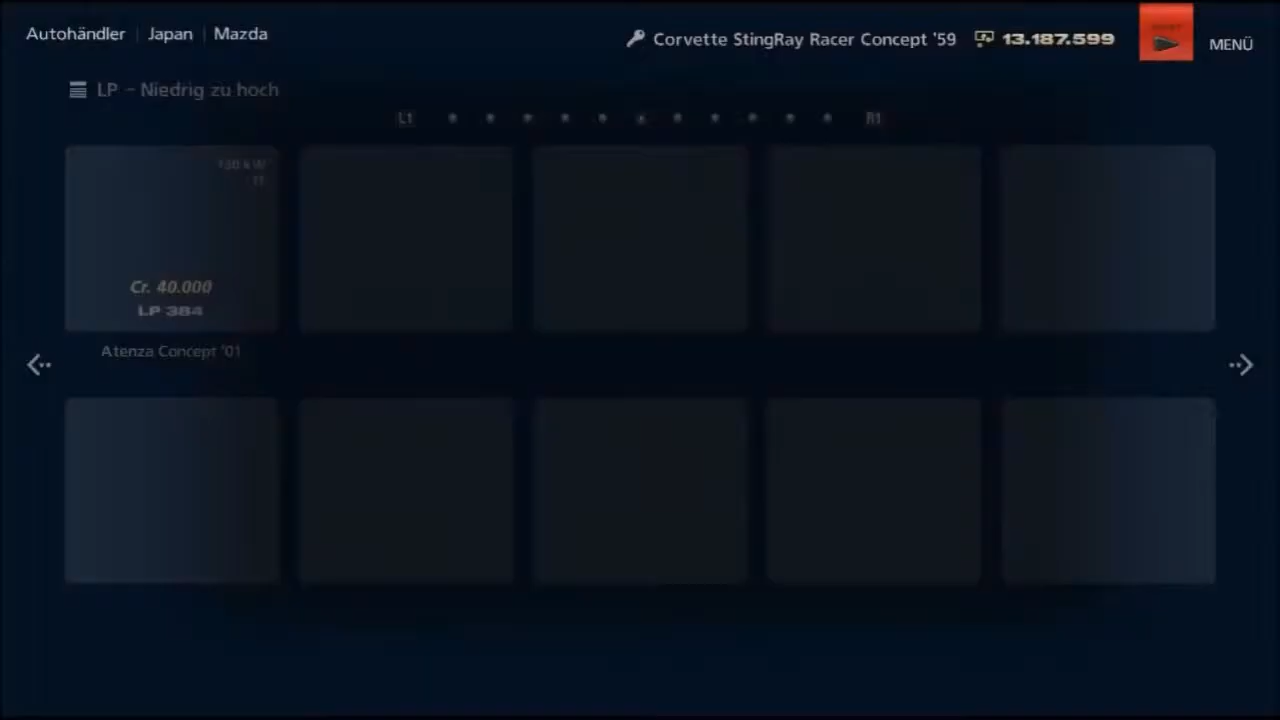 Autohändler | Japan | Mazda
Corvette StingRay Racer Concept '59
13.187.599
MENÜ
LP – Niedrig zu hoch
L1
R1
Cr. 40.000
LP 384
Atenza Concept '01